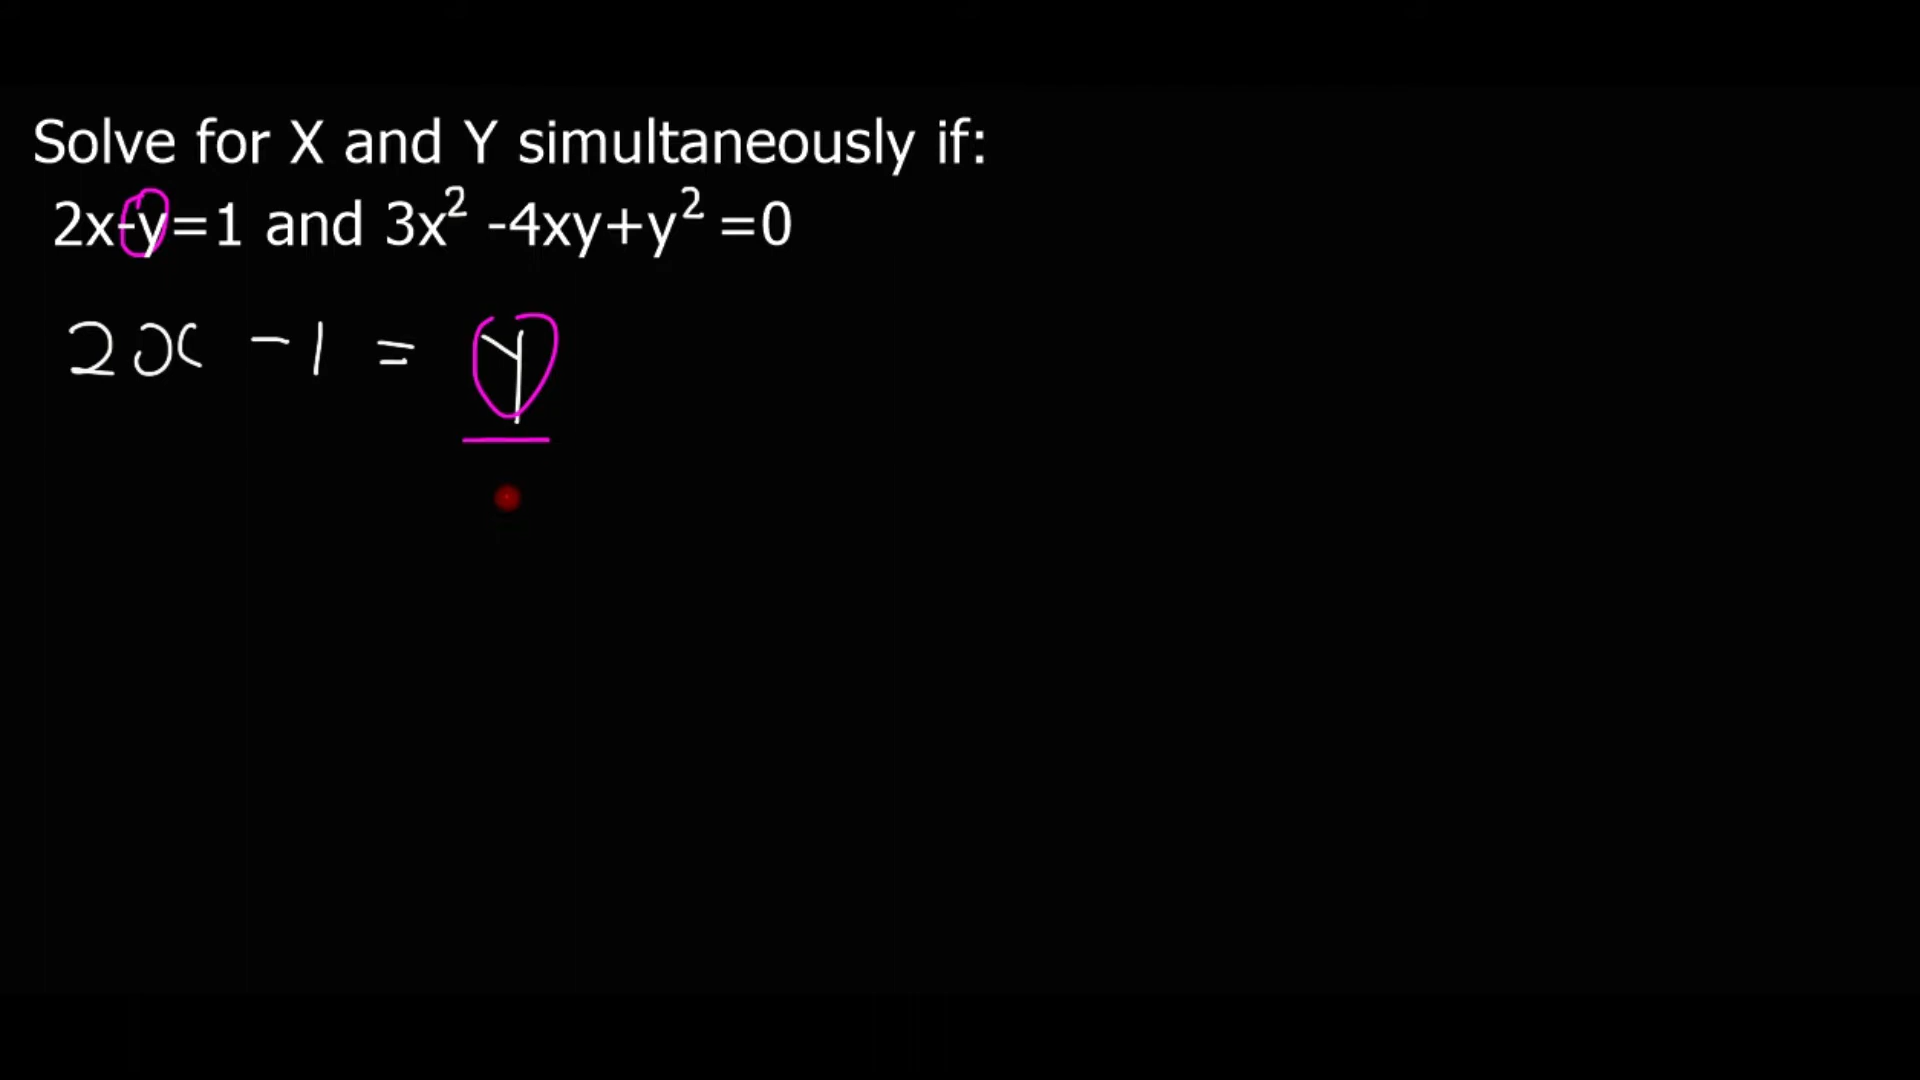 Solve for X and Y simultaneously if:
2x-y=1 and 3x² -4xy+y² =0
2x - 1 = y